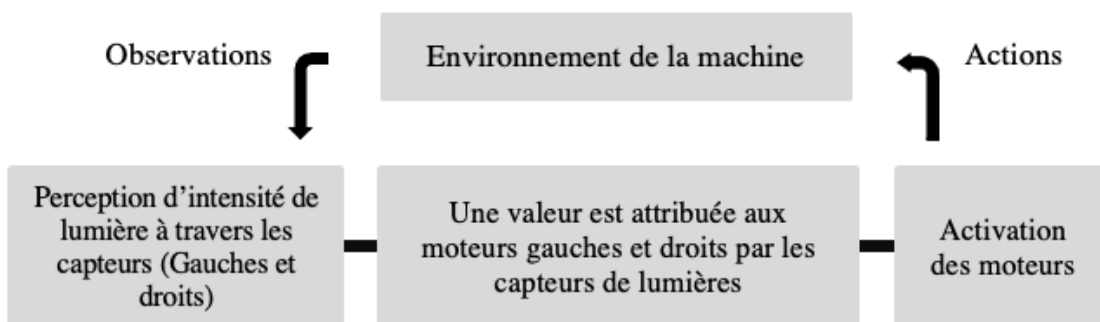 Observations
Environnement de la machine
Actions
Perception d’intensité de
lumière à travers les
capteurs (Gauches et
droits)
Une valeur est attribuée aux
moteurs gauches et droits par les
capteurs de lumières
Activation
des moteurs